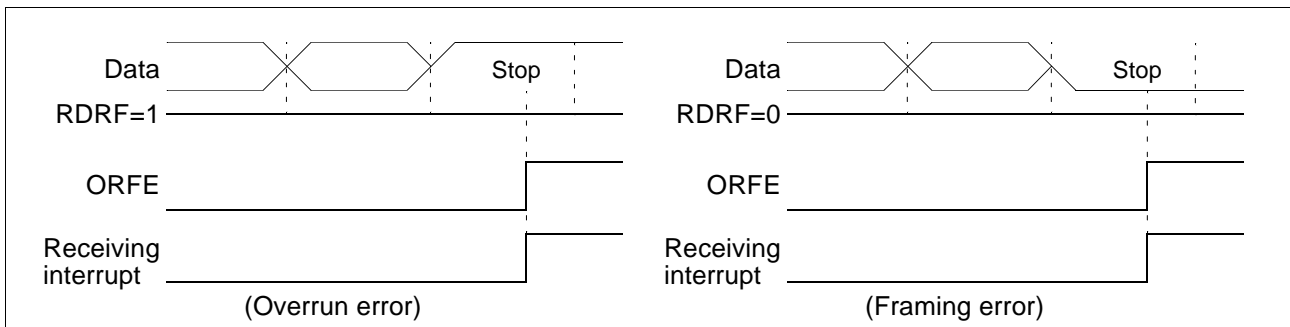 Data
Stop
RDRF=1
ORFE
Receiving
interrupt
(Overrun error)
Data
Stop
RDRF=0
ORFE
Receiving
interrupt
(Framing error)